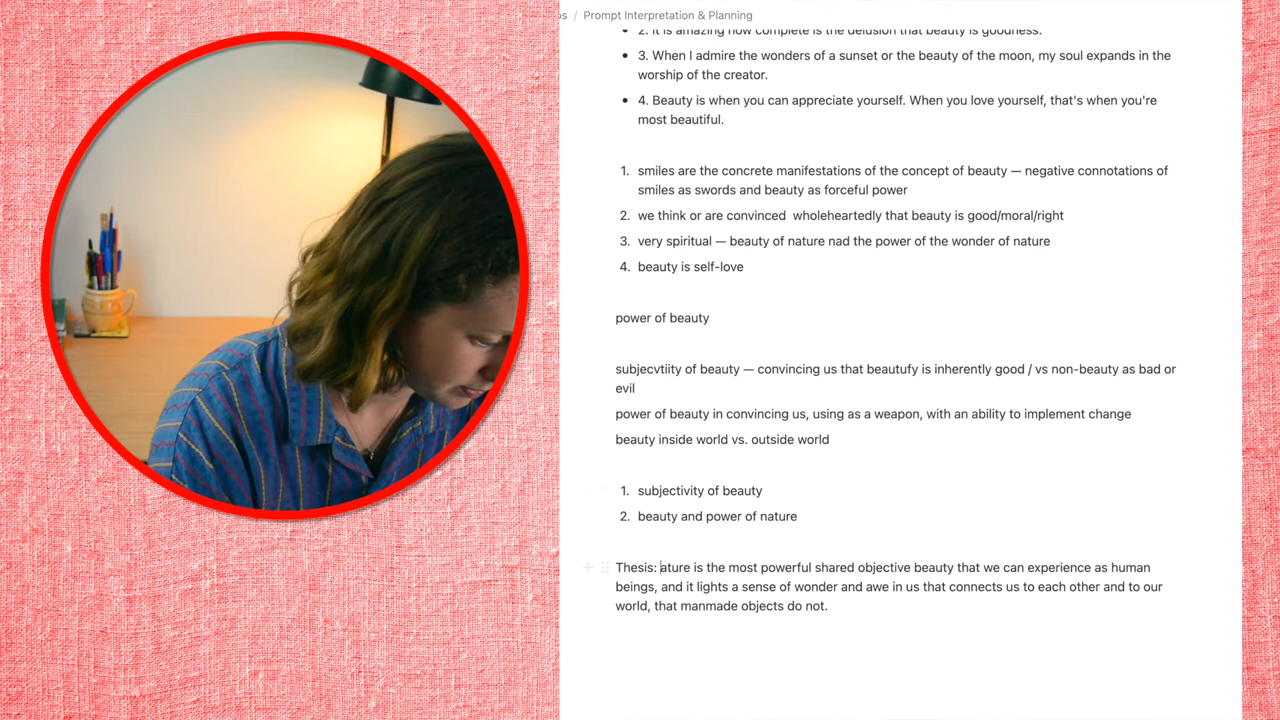 os / Prompt Interpretation & Planning
• 2. It is amazing how complete is the delusion that beauty is goodness.
• 3. When I admire the wonders of a sunset or the beauty of the moon, my soul expands in the
worship of the creator.
• 4. Beauty is when you can appreciate yourself. When you love yourself, that's when you're
most beautiful.
1. smiles are the concrete manifestations of the concept of beauty — negative connotations of
smiles as swords and beauty as forceful power
2. we think or are convinced  wholeheartedly that beauty is good/moral/right
3. very spiritual — beauty of nature nad the power of the wonder of nature
4. beauty is self-love
power of beauty
subjecvtiity of beauty — convincing us that beautufy is inherently good / vs non-beauty as bad or
evil
power of beauty in convincing us, using as a weapon, with an ability to implement change
beauty inside world vs. outside world
1. subjectivity of beauty
2. beauty and power of nature
Thesis: ature is the most powerful shared objective beauty that we can experience as human
beings, and it lights a sense of wonder and awe in us that connects us to each other and to our
world, that manmade objects do not.